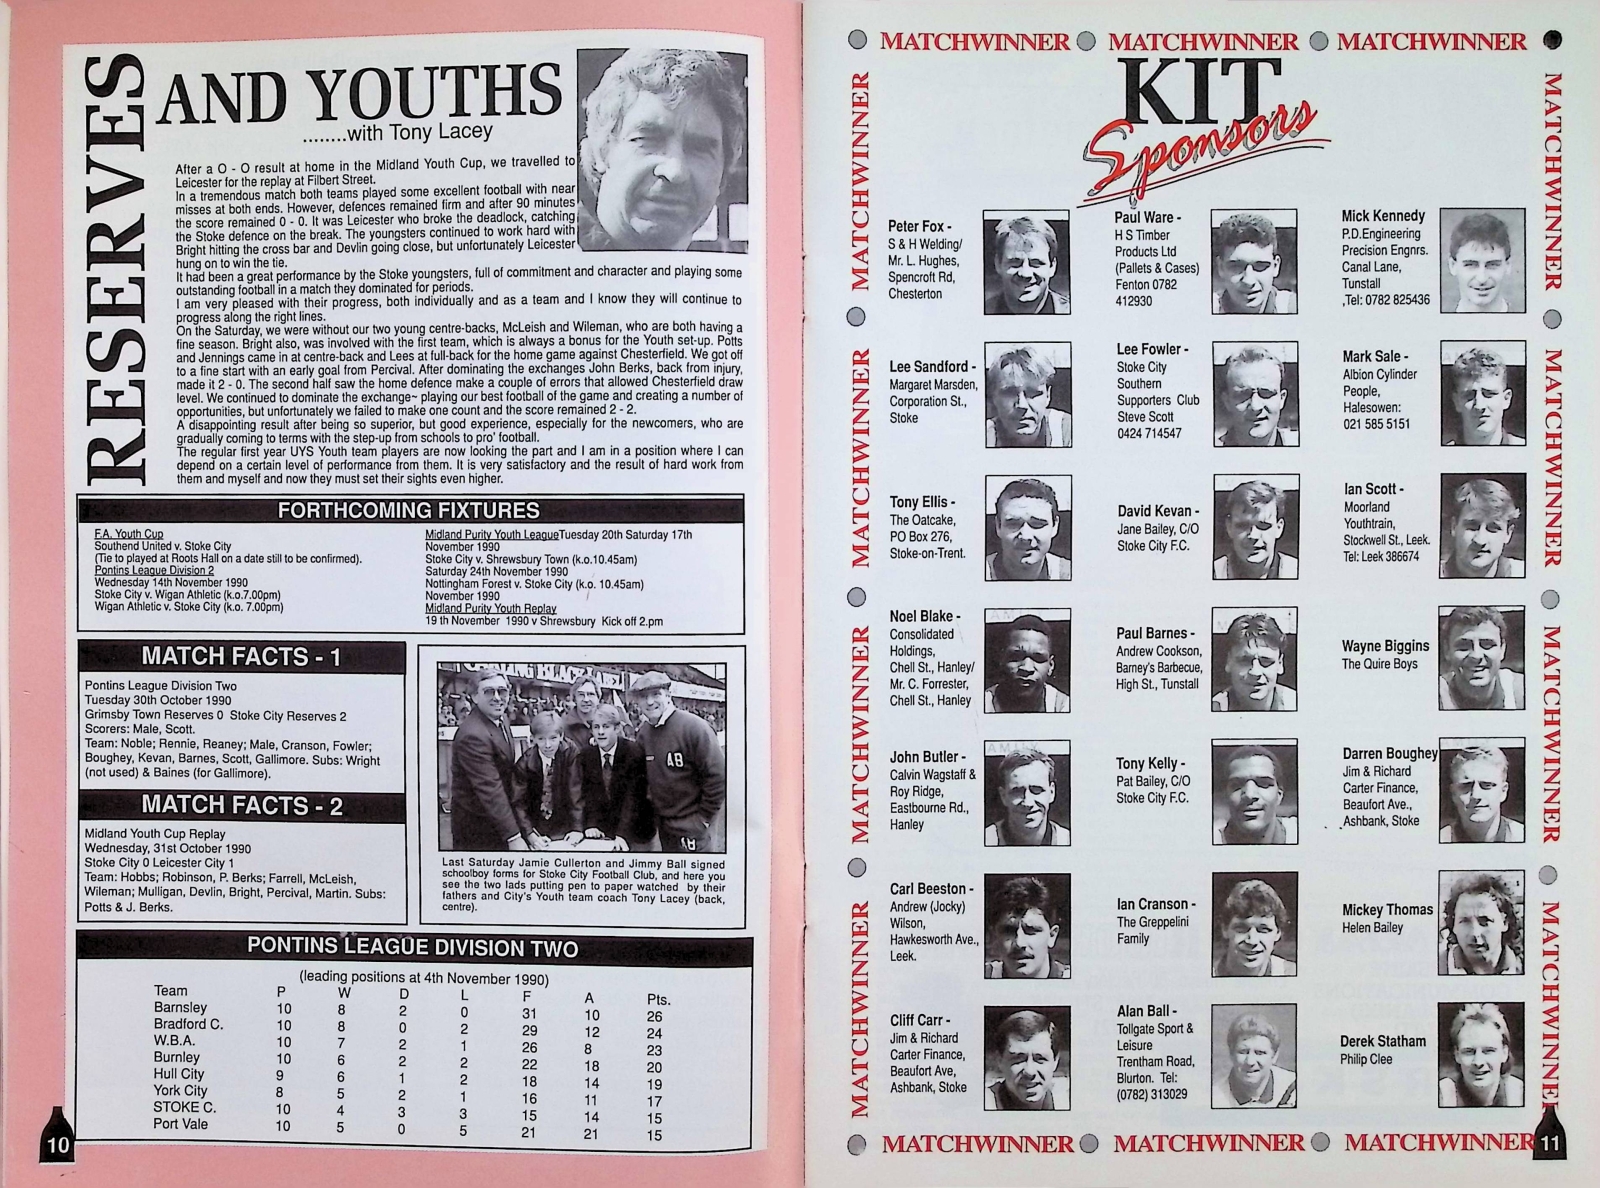 RESERVES
AND YOUTHS
........with Tony Lacey
After a O - O result at home in the Midland Youth Cup, we travelled to
Leicester for the replay at Filbert Street.
In a tremendous match both teams played some excellent football with near
misses at both ends. However, defences remained firm and after 90 minutes
the score remained 0 - 0. It was Leicester who broke the deadlock, catching
the Stoke defence on the break. The youngsters continued to work hard with
Bright hitting the cross bar and Devlin going close, but unfortunately Leicester
hung on to win the tie.
It had been a great performance by the Stoke youngsters, full of commitment and character and playing some
outstanding football in a match they dominated for periods.
I am very pleased with their progress, both individually and as a team and I know they will continue to
progress along the right lines.
On the Saturday, we were without our two young centre-backs, McLeish and Wileman, who are both having a
fine season. Bright also, was involved with the first team, which is always a bonus for the Youth set-up. Potts
and Jennings came in at centre-back and Lees at full-back for the home game against Chesterfield. We got off
to a fine start with an early goal from Percival. After dominating the exchanges John Berks, back from injury,
made it 2 - 0. The second half saw the home defence make a couple of errors that allowed Chesterfield draw
level. We continued to dominate the exchange~ playing our best football of the game and creating a number of
opportunities, but unfortunately we failed to make one count and the score remained 2 - 2.
A disappointing result after being so superior, but good experience, especially for the newcomers, who are
gradually coming to terms with the step-up from schools to pro' football.
The regular first year UYS Youth team players are now looking the part and I am in a position where I can
depend on a certain level of performance from them. It is very satisfactory and the result of hard work from
them and myself and now they must set their sights even higher.
FORTHCOMING FIXTURES
F.A. Youth Cup
Southend United v. Stoke City
(Tie to played at Roots Hall on a date still to be confirmed).
Pontins League Division 2
Wednesday 14th November 1990
Stoke City v. Wigan Athletic (k.o.7.00pm)
Wigan Athletic v. Stoke City (k.o. 7.00pm)
Midland Purity Youth LeagueTuesday 20th Saturday 17th
November 1990
Stoke City v. Shrewsbury Town (k.o.10.45am)
Saturday 24th November 1990
Nottingham Forest v. Stoke City (k.o. 10.45am)
November 1990
Midland Purity Youth Replay
19 th November 1990 v Shrewsbury Kick off 2.pm
MATCH FACTS - 1
Pontins League Division Two
Tuesday 30th October 1990
Grimsby Town Reserves 0 Stoke City Reserves 2
Scorers: Male, Scott.
Team: Noble; Rennie, Reaney; Male, Cranson, Fowler;
Boughey, Kevan, Barnes, Scott, Gallimore. Subs: Wright
(not used) & Baines (for Gallimore).
MATCH FACTS - 2
Midland Youth Cup Replay
Wednesday, 31st October 1990
Stoke City 0 Leicester City 1
Team: Hobbs; Robinson, P. Berks; Farrell, McLeish,
Wileman; Mulligan, Devlin, Bright, Percival, Martin. Subs:
Potts & J. Berks.
AB
Last Saturday Jamie Cullerton and Jimmy Ball signed
schoolboy forms for Stoke City Football Club, and here you
see the two lads putting pen to paper watched by their
fathers and City's Youth team coach Tony Lacey (back,
centre).
PONTINS LEAGUE DIVISION TWO
(leading positions at 4th November 1990)
Team P W D L F A Pts.
Barnsley 10 8 2 0 31 10 26
Bradford C. 10 8 0 2 29 12 24
W.B.A. 10 7 2 1 26 8 23
Burnley 10 6 2 2 22 18 20
Hull City 9 6 1 2 18 14 19
York City 8 5 2 1 16 11 17
STOKE C. 10 4 3 3 15 14 15
Port Vale 10 5 0 5 21 21 15
10
MATCHWINNER MATCHWINNER MATCHWINNER
KIT
Sponsors
MATCHWINNER
MATCHWINNER
MATCHWINNER
MATCHWINNER
Peter Fox -
S & H Welding/
Mr. L. Hughes,
Spencroft Rd,
Chesterton
Paul Ware -
H S Timber
Products Ltd
(Pallets & Cases)
Fenton 0782
412930
Mick Kennedy
P.D.Engineering
Precision Engnrs.
Canal Lane,
Tunstall
,Tel: 0782 825436
Lee Sandford -
Margaret Marsden,
Corporation St.,
Stoke
Lee Fowler -
Stoke City
Southern
Supporters Club
Steve Scott
0424 714547
Mark Sale -
Albion Cylinder
People,
Halesowen:
021 585 5151
Tony Ellis -
The Oatcake,
PO Box 276,
Stoke-on-Trent.
David Kevan -
Jane Bailey, C/O
Stoke City F.C.
Ian Scott -
Moorland
Youthtrain,
Stockwell St., Leek.
Tel: Leek 386674
Noel Blake -
Consolidated
Holdings,
Chell St., Hanley/
Mr. C. Forrester,
Chell St., Hanley
Paul Barnes -
Andrew Cookson,
Barney's Barbecue,
High St., Tunstall
Wayne Biggins
The Quire Boys
John Butler -
Calvin Wagstaff &
Roy Ridge,
Eastbourne Rd.,
Hanley
Tony Kelly -
Pat Bailey, C/O
Stoke City F.C.
Darren Boughey
Jim & Richard
Carter Finance,
Beaufort Ave.,
Ashbank, Stoke
Carl Beeston -
Andrew (Jocky)
Wilson,
Hawkesworth Ave.,
Leek.
Ian Cranson -
The Greppelini
Family
Mickey Thomas
Helen Bailey
Cliff Carr -
Jim & Richard
Carter Finance,
Beaufort Ave,
Ashbank, Stoke
Alan Ball -
Tollgate Sport &
Leisure
Trentham Road,
Blurton. Tel:
(0782) 313029
Derek Statham
Philip Clee
MATCHWINNER
MATCHWINNER
MATCHWINNER
MATCHWINNER
MATCHWINNER MATCHWINNER MATCHWINNER
11